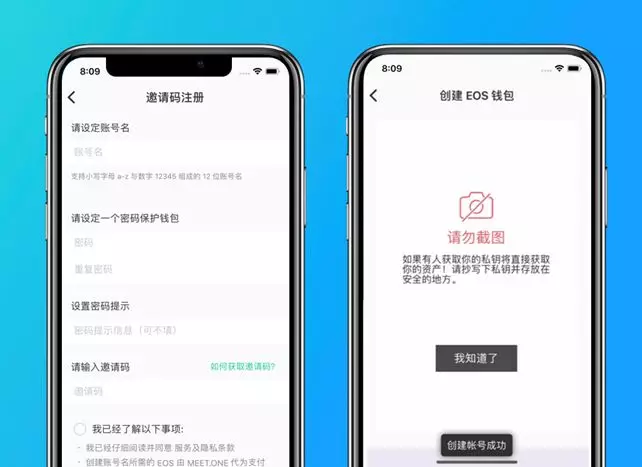 8:09
邀请码注册
请设定账号名
账号名
支持小写字母 a-z 与数字 12345 组成的 12 位账号名
请设定一个密码保护钱包
密码
重复密码
设置密码提示
密码提示信息（可不填）
请输入邀请码
如何获取邀请码?
邀请码
我已经了解以下事项:
· 我已经仔细阅读并同意 服务及隐私条款
· 创建账号名所需的 EOS 由 MEET.ONE 代为支付
8:09
创建 EOS 钱包
请勿截图
如果有人获取你的私钥将直接获取
你的资产！请抄写下私钥并存放在
安全的地方。
我知道了
创建帐号成功